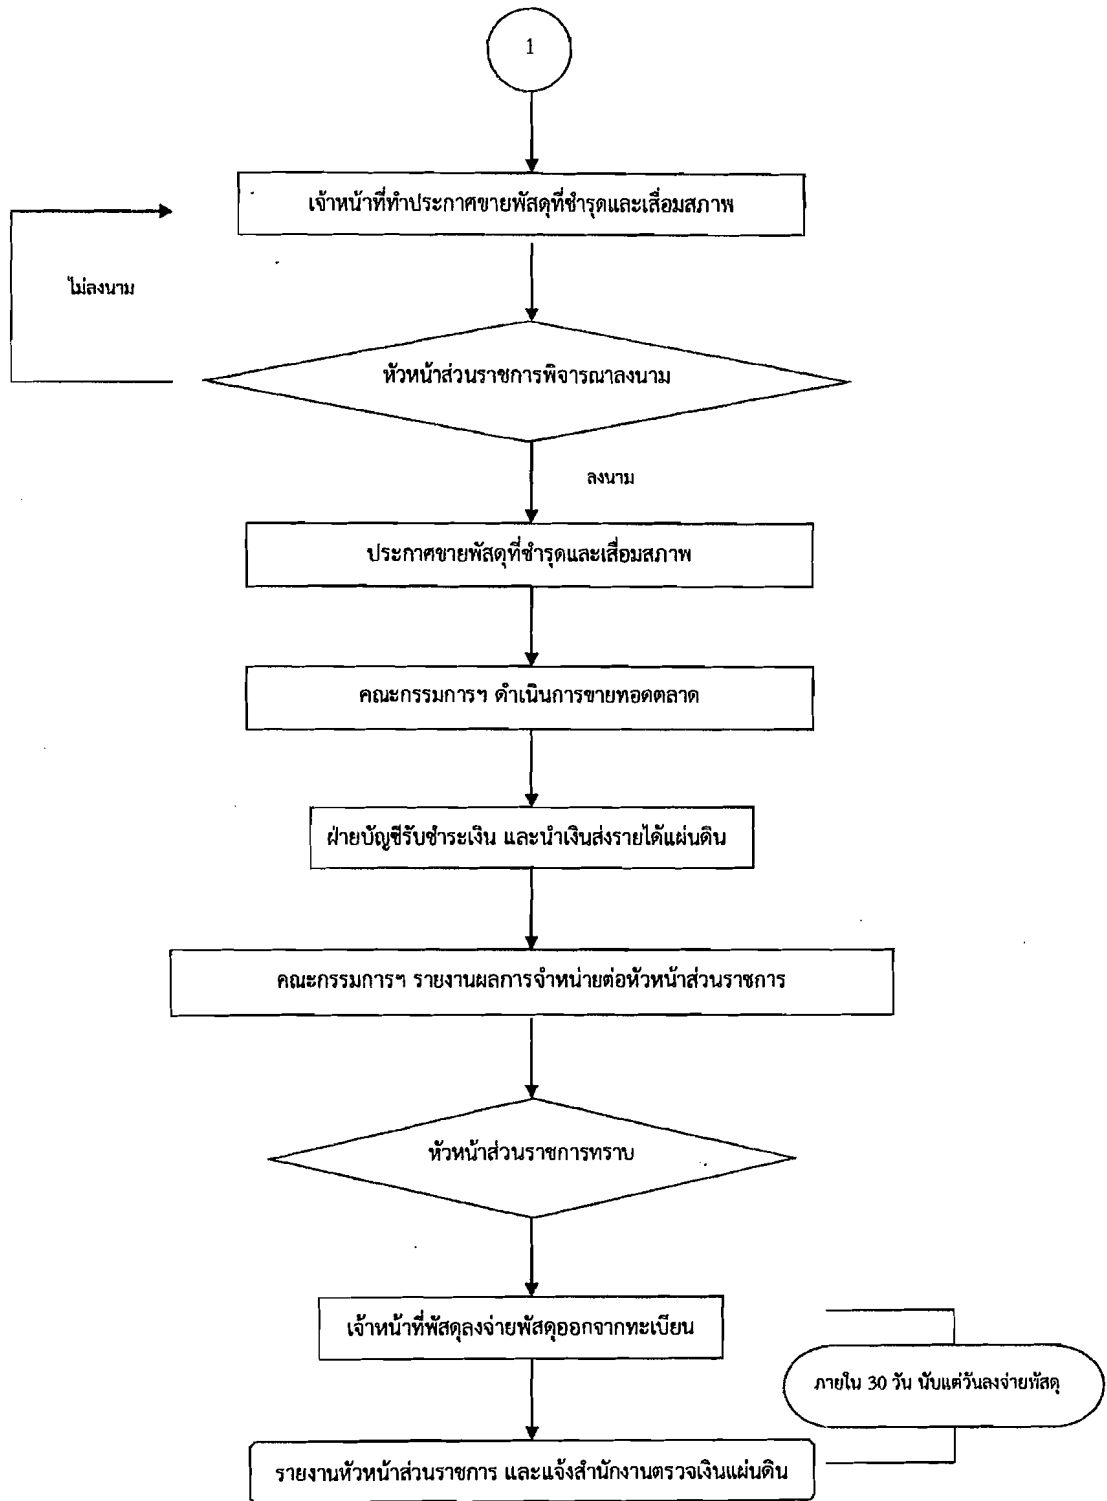 1
เจ้าหน้าที่ทำประกาศขายพัสดุที่ชำรุดและเสื่อมสภาพ
ไม่ลงนาม
หัวหน้าส่วนราชการพิจารณาลงนาม
ลงนาม
ประกาศขายพัสดุที่ชำรุดและเสื่อมสภาพ
คณะกรรมการฯ ดำเนินการขายทอดตลาด
ฝ่ายบัญชีรับชำระเงิน และนำเงินส่งรายได้แผ่นดิน
คณะกรรมการฯ รายงานผลการจำหน่ายต่อหัวหน้าส่วนราชการ
หัวหน้าส่วนราชการทราบ
เจ้าหน้าที่พัสดุลงจ่ายพัสดุออกจากทะเบียน
ภายใน 30 วัน นับแต่วันลงจ่ายพัสดุ
รายงานหัวหน้าส่วนราชการ และแจ้งสำนักงานตรวจเงินแผ่นดิน